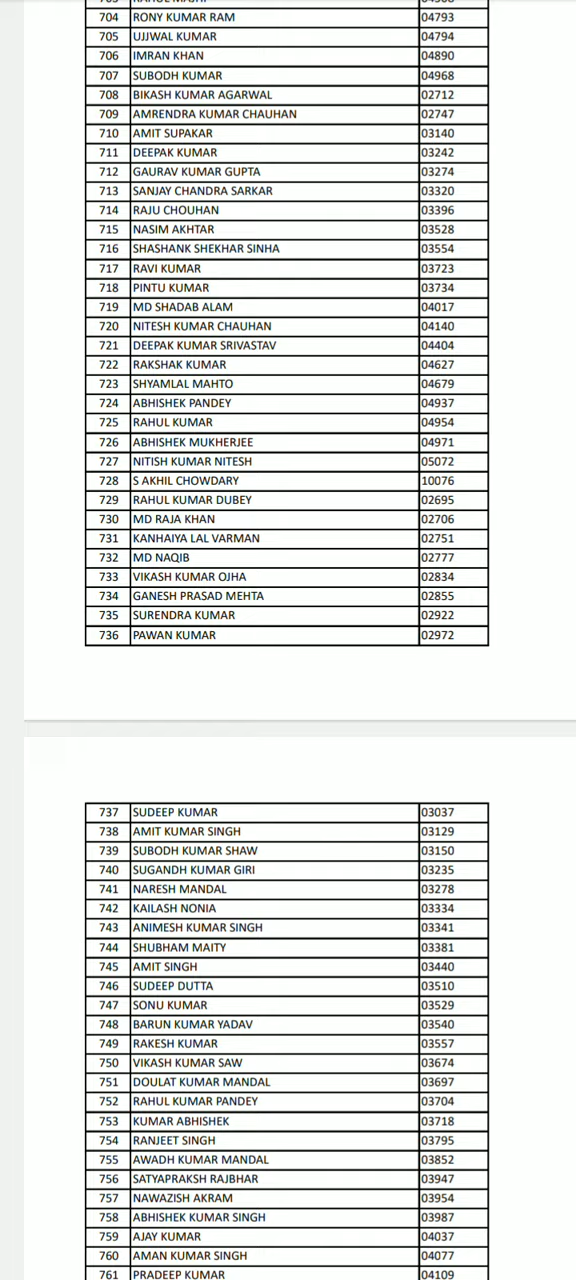 704 RONY KUMAR RAM 04793
705 UJJWAL KUMAR 04794
706 IMRAN KHAN 04890
707 SUBODH KUMAR 04968
708 BIKASH KUMAR AGARWAL 02712
709 AMRENDRA KUMAR CHAUHAN 02747
710 AMIT SUPAKAR 03140
711 DEEPAK KUMAR 03242
712 GAURAV KUMAR GUPTA 03274
713 SANJAY CHANDRA SARKAR 03320
714 RAJU CHOUHAN 03396
715 NASIM AKHTAR 03528
716 SHASHANK SHEKHAR SINHA 03554
717 RAVI KUMAR 03723
718 PINTU KUMAR 03734
719 MD SHADAB ALAM 04017
720 NITESH KUMAR CHAUHAN 04140
721 DEEPAK KUMAR SRIVASTAV 04404
722 RAKSHAK KUMAR 04627
723 SHYAMLAL MAHTO 04679
724 ABHISHEK PANDEY 04937
725 RAHUL KUMAR 04954
726 ABHISHEK MUKHERJEE 04971
727 NITISH KUMAR NITESH 05072
728 S AKHIL CHOWDARY 10076
729 RAHUL KUMAR DUBEY 02695
730 MD RAJA KHAN 02706
731 KANHAIYA LAL VARMAN 02751
732 MD NAQIB 02777
733 VIKASH KUMAR OJHA 02834
734 GANESH PRASAD MEHTA 02855
735 SURENDRA KUMAR 02922
736 PAWAN KUMAR 02972
737 SUDEEP KUMAR 03037
738 AMIT KUMAR SINGH 03129
739 SUBODH KUMAR SHAW 03150
740 SUGANDH KUMAR GIRI 03235
741 NARESH MANDAL 03278
742 KAILASH NONIA 03334
743 ANIMESH KUMAR SINGH 03341
744 SHUBHAM MAITY 03381
745 AMIT SINGH 03440
746 SUDEEP DUTTA 03510
747 SONU KUMAR 03529
748 BARUN KUMAR YADAV 03540
749 RAKESH KUMAR 03557
750 VIKASH KUMAR SAW 03674
751 DOULAT KUMAR MANDAL 03697
752 RAHUL KUMAR PANDEY 03704
753 KUMAR ABHISHEK 03718
754 RANJEET SINGH 03795
755 AWADH KUMAR MANDAL 03852
756 SATYAPRAKSH RAJBHAR 03947
757 NAWAZISH AKRAM 03954
758 ABHISHEK KUMAR SINGH 03987
759 AJAY KUMAR 04037
760 AMAN KUMAR SINGH 04077
761 PRADEEP KUMAR 04109